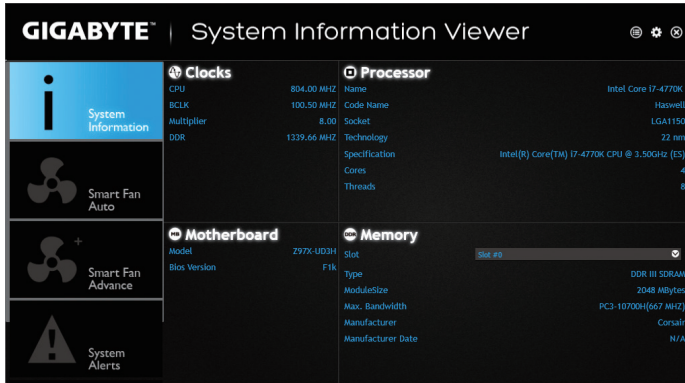 GIGABYTE™ | System Information Viewer
System
Information
Smart Fan
Auto
Smart Fan
Advance
System
Alerts
Clocks
CPU 804.00 MHZ
BCLK 100.50 MHZ
Multiplier 8.00
DDR 1339.66 MHZ
Processor
Name Intel Core i7-4770K
Code Name Haswell
Socket LGA1150
Technology 22 nm
Specification Intel(R) Core(TM) i7-4770K CPU @ 3.50GHz (ES)
Cores 4
Threads 8
MB Motherboard
Model Z97X-UD3H
Bios Version F1k
DDR Memory
Slot Slot #0
Type DDR III SDRAM
ModuleSize 2048 MBytes
Max. Bandwidth PC3-10700H(667 MHZ)
Manufacturer Corsair
Manufacturer Date N/A